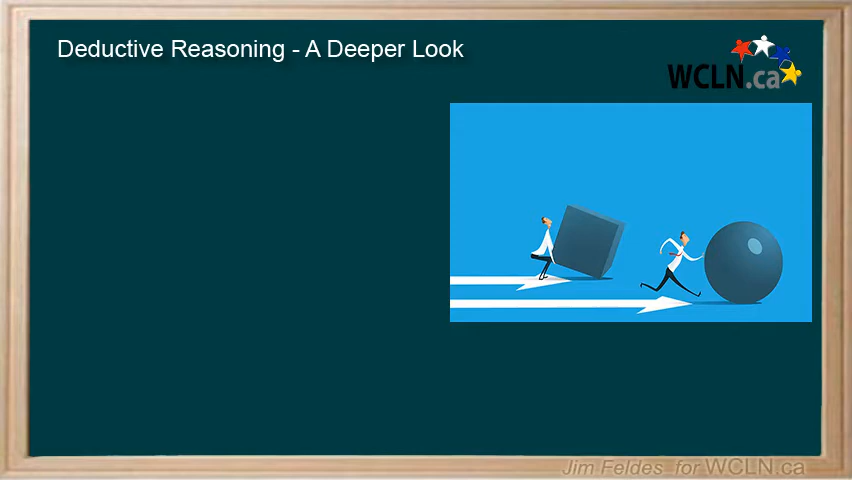 Deductive Reasoning - A Deeper Look
WCLN.ca
Jim Feldes for WCLN.ca